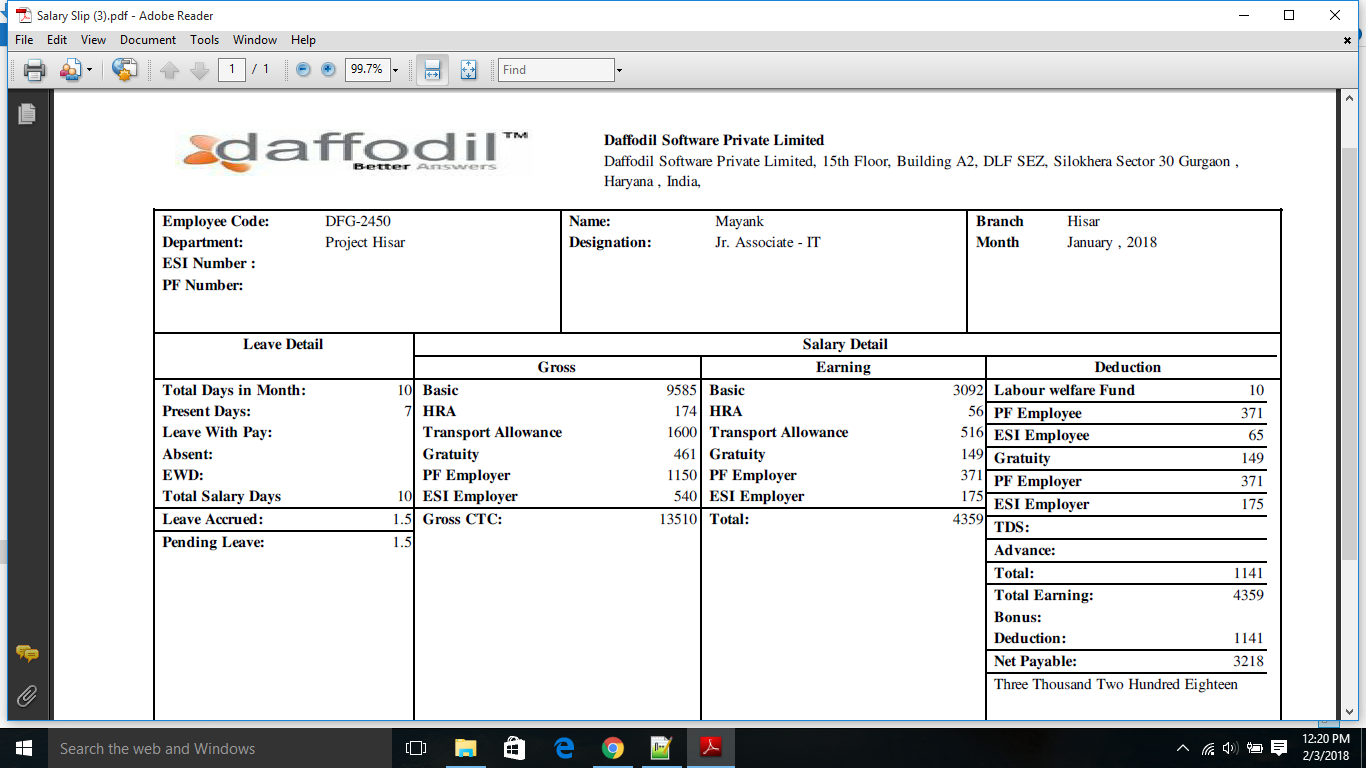 Salary Slip (3).pdf - Adobe Reader
File Edit View Document Tools Window Help
1 / 1 99.7% Find
daffodil™
Better Answers
Daffodil Software Private Limited
Daffodil Software Private Limited, 15th Floor, Building A2, DLF SEZ, Silokhera Sector 30 Gurgaon ,
Haryana , India,
Employee Code: DFG-2450 Name: Mayank Branch Hisar
Department: Project Hisar Designation: Jr. Associate - IT Month January , 2018
ESI Number :
PF Number:
Leave Detail Salary Detail
Gross Earning Deduction
Total Days in Month: 10 Basic 9585 Basic 3092 Labour welfare Fund 10
Present Days: 7 HRA 174 HRA 56 PF Employee 371
Leave With Pay: Transport Allowance 1600 Transport Allowance 516 ESI Employee 65
Absent: Gratuity 461 Gratuity 149 Gratuity 149
EWD: PF Employer 1150 PF Employer 371 PF Employer 371
Total Salary Days 10 ESI Employer 540 ESI Employer 175 ESI Employer 175
Leave Accrued: 1.5 Gross CTC: 13510 Total: 4359 TDS:
Pending Leave: 1.5 Advance:
Total: 1141
Total Earning: 4359
Bonus:
Deduction: 1141
Net Payable: 3218
Three Thousand Two Hundred Eighteen
Search the web and Windows 12:20 PM
2/3/2018